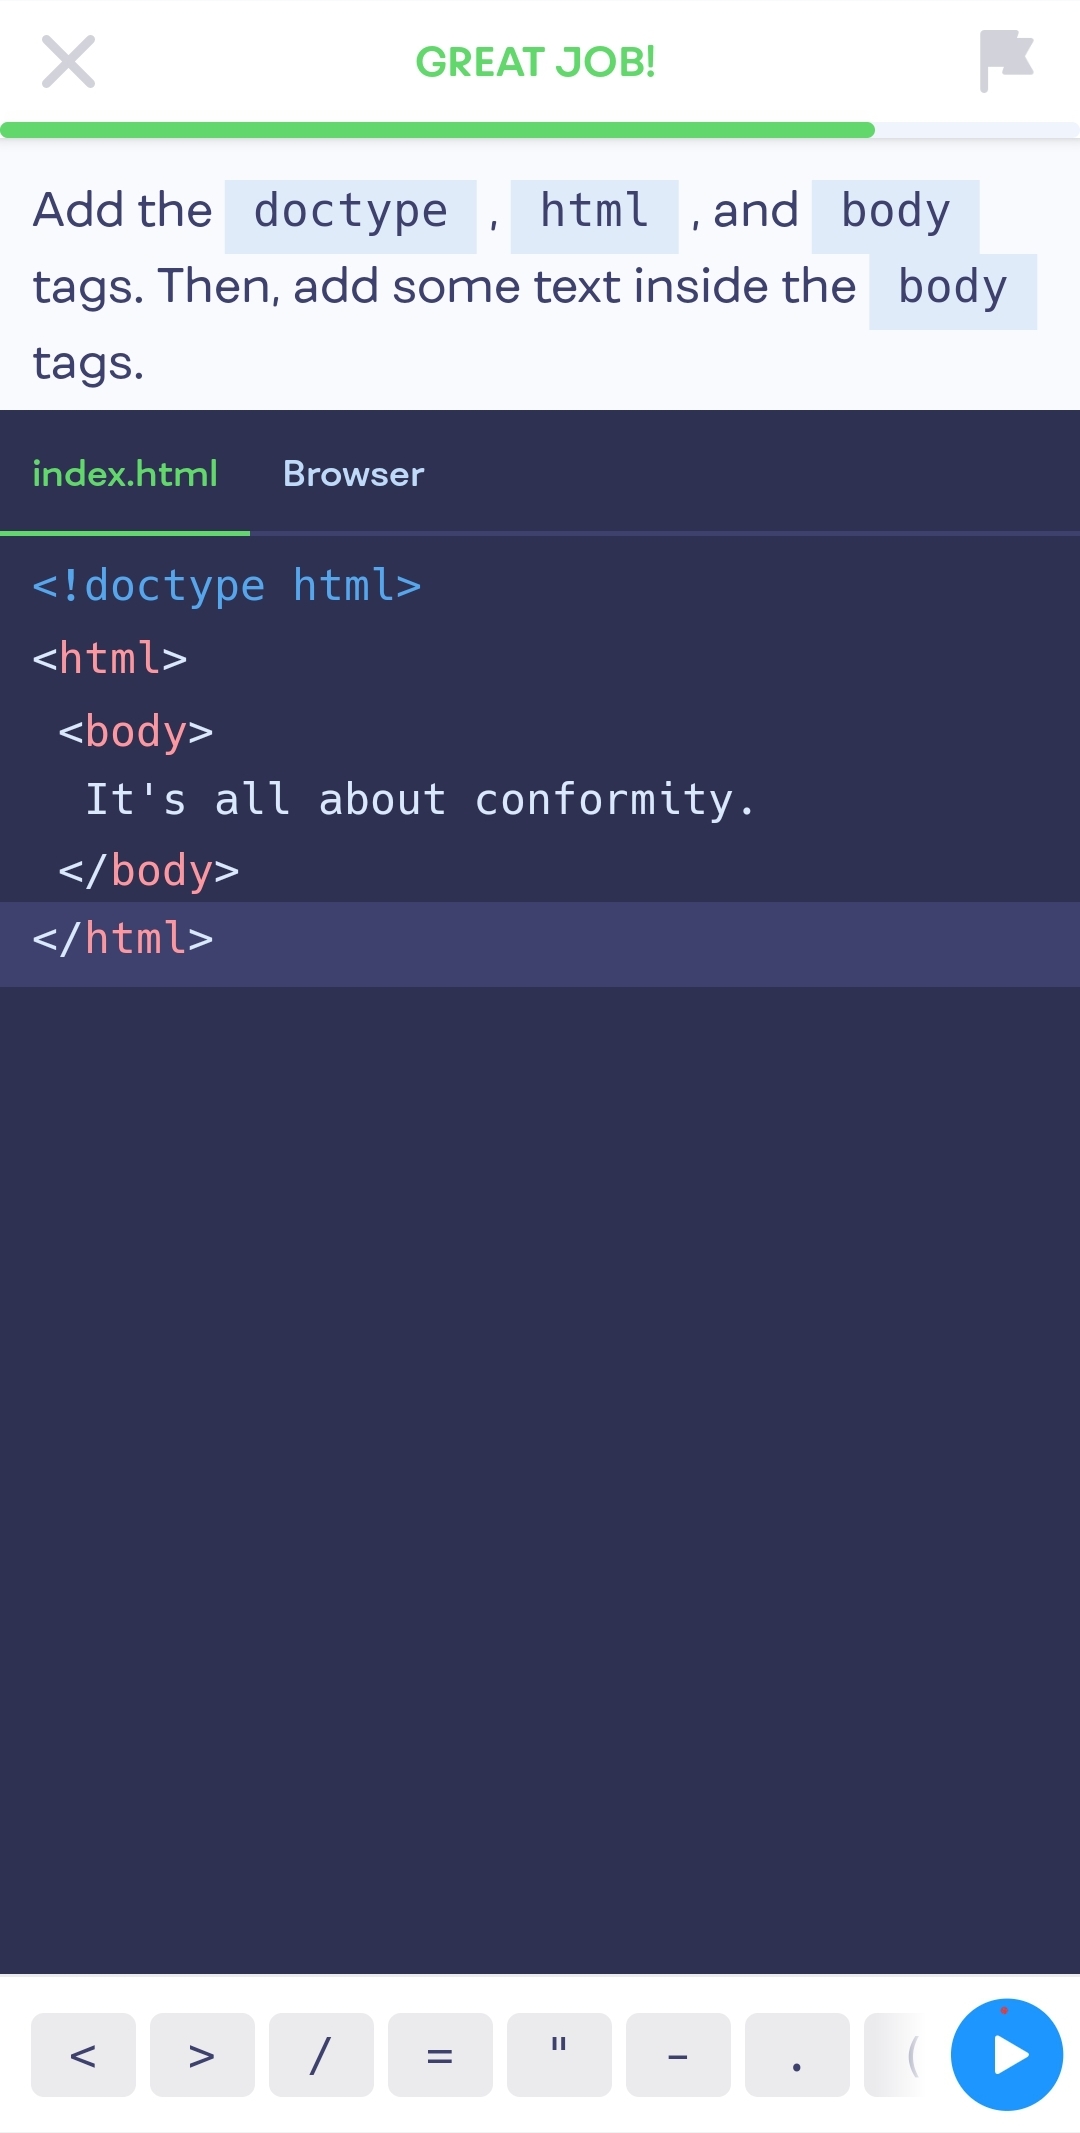 GREAT JOB!
Add the doctype , html , and body
tags. Then, add some text inside the body
tags.
index.html Browser
<!doctype html>
<html>
 <body>
  It's all about conformity.
 </body>
</html>
< > / = " - . (